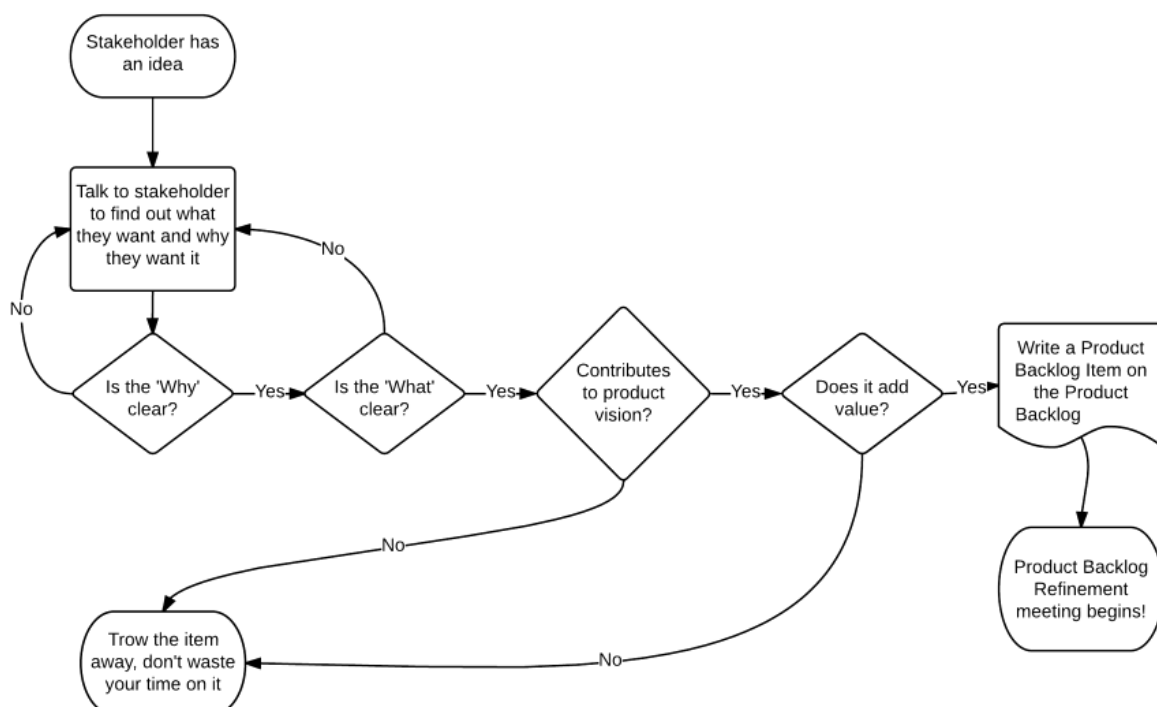 Stakeholder has
an idea
Talk to stakeholder
to find out what
they want and why
they want it
No
No
Is the 'Why'
clear?
Yes
Is the 'What'
clear?
Yes
Contributes
to product
vision?
Yes
Does it add
value?
Yes
Write a Product
Backlog Item on
the Product
Backlog
No
No
Trow the item
away, don't waste
your time on it
Product Backlog
Refinement
meeting begins!